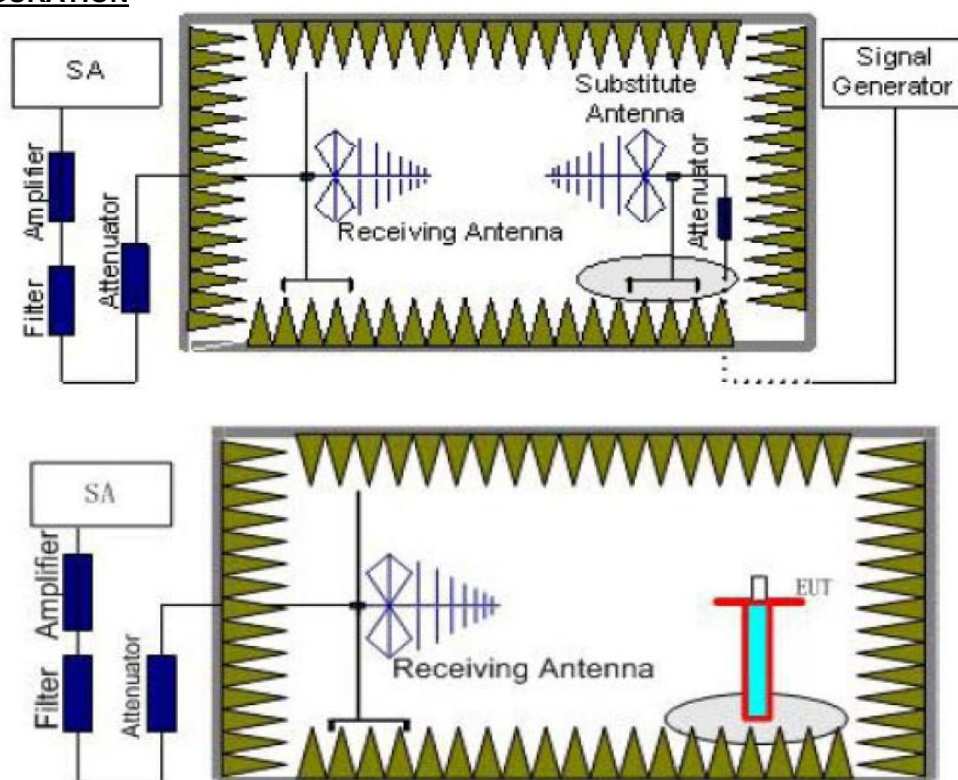 SA
Signal
Generator
Substitute
Antenna
Amplifier
Attenuator
Attenuator
Receiving Antenna
Filter
SA
Amplifier
EUT
Receiving Antenna
Filter
Attenuator